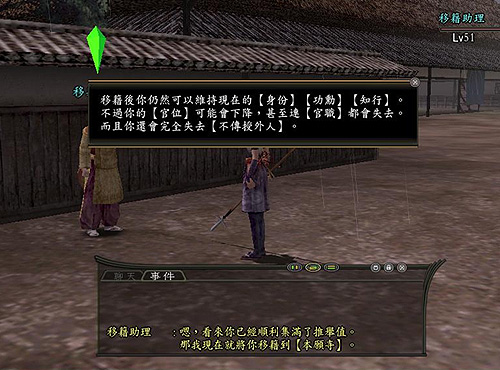 移籍助理
Lv51
移
移籍後你仍然可以維持現在的【身份】【功勳】【知行】。
不過你的【官位】可能會下降，甚至連【官職】都會失去。
而且你還會完全失去【不傳授外人】。
聊天 事件
移籍助理 :嗯，看來你已經順利集滿了推舉值。
那我現在就將你移籍到【本願寺】。